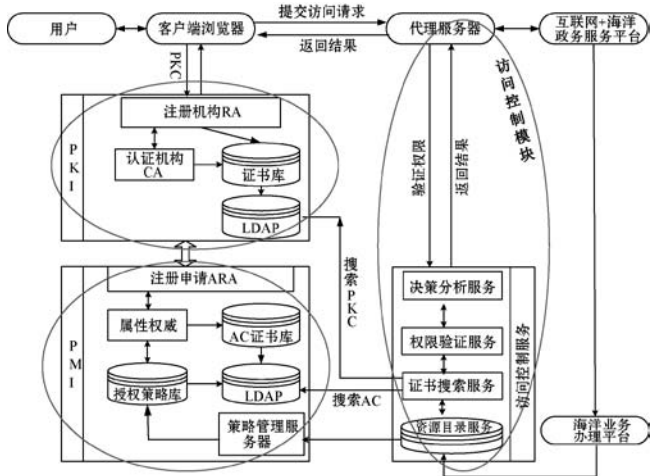 用户
客户端浏览器
提交访问请求
返回结果
代理服务器
互联网+海洋
政务服务平台
PKC
访问控制模块
注册机构RA
PKI
认证机构
CA
证书库
LDAP
验证权限
返回结果
搜索PKC
注册申请ARA
PMI
属性权威
AC证书库
授权策略库
LDAP
搜索AC
策略管理服
务器
决策分析服务
权限验证服务
证书搜索服务
资源目录服务
访问控制服务
海洋业务
办理平台